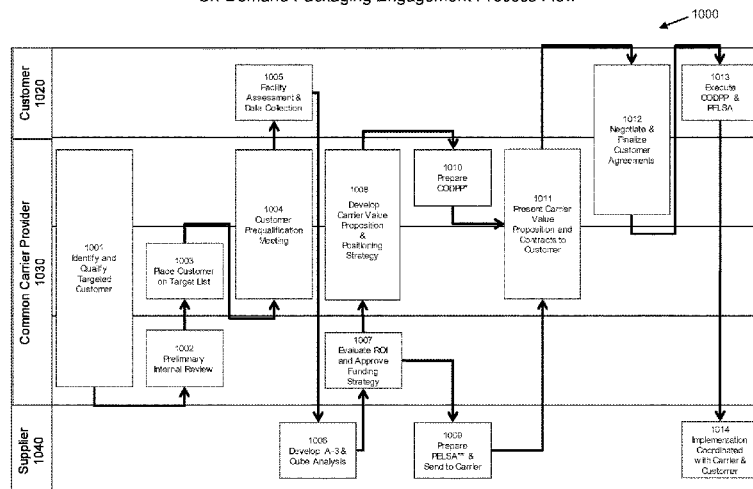 On-Demand Packaging Engagement Process Flow
1000
Customer
1020
Common Carrier Provider
1030
Supplier
1040
1001
Identify and
Qualify
Targeted
Customer
1002
Preliminary
Internal Review
1003
Place Customer
on Target List
1004
Customer
Prequalification
Meeting
1005
Facility
Assessment &
Data Collection
1006
Develop A-3 &
Cube Analysis
1007
Evaluate ROI
and Approve
Funding
Strategy
1008
Develop
Carrier Value
Proposition
&
Positioning
Strategy
1009
Prepare
PELSA** &
Send to Carrier
1010
Prepare
CODPP*
1011
Present Carrier
Value
Proposition and
Contracts to
Customer
1012
Negotiate &
Finalize
Customer
Agreements
1013
Execute
CODPP & 
PELSA
1014
Implementation
Coordinated
with Carrier &
Customer